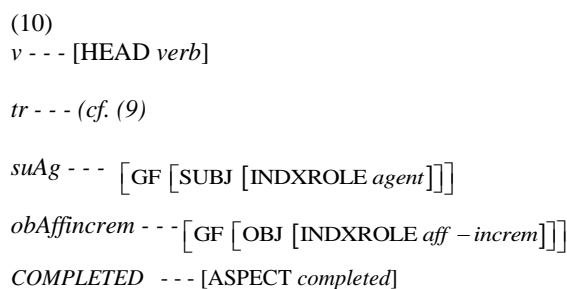 (10)
v - - - [HEAD verb]
tr - - - (cf. (9)
suAg - - - [GF [SUBJ [INDXROLE agent]]]
obAffincrem - - - [GF [OBJ [INDXROLE aff – increm]]]
COMPLETED - - - [ASPECT completed]